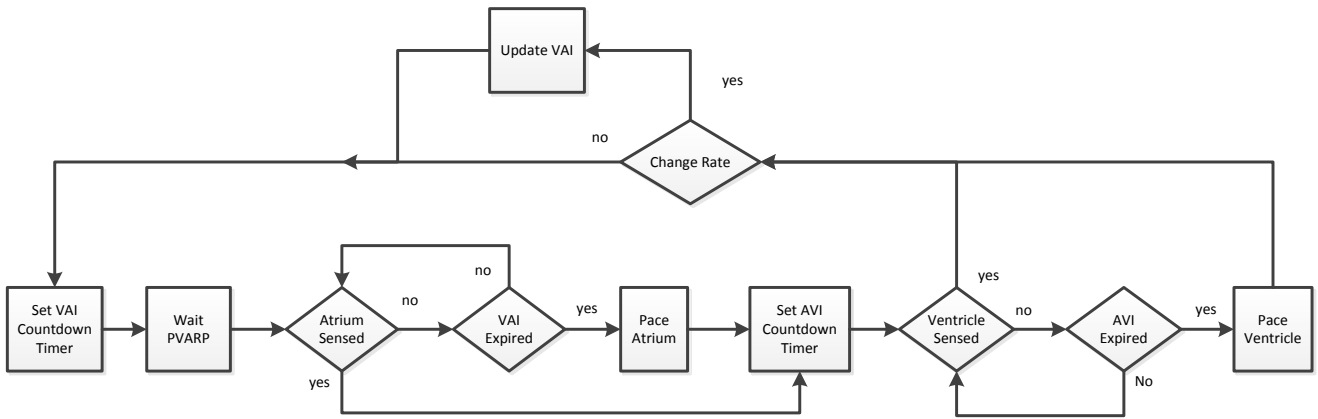 Update VAI
yes
no
Change Rate
Set VAI
Countdown
Timer
Wait
PVARP
Atrium
Sensed
no
yes
no
VAI
Expired
yes
Pace
Atrium
Set AVI
Countdown
Timer
Ventricle
Sensed
yes
no
AVI
Expired
yes
No
Pace
Ventricle